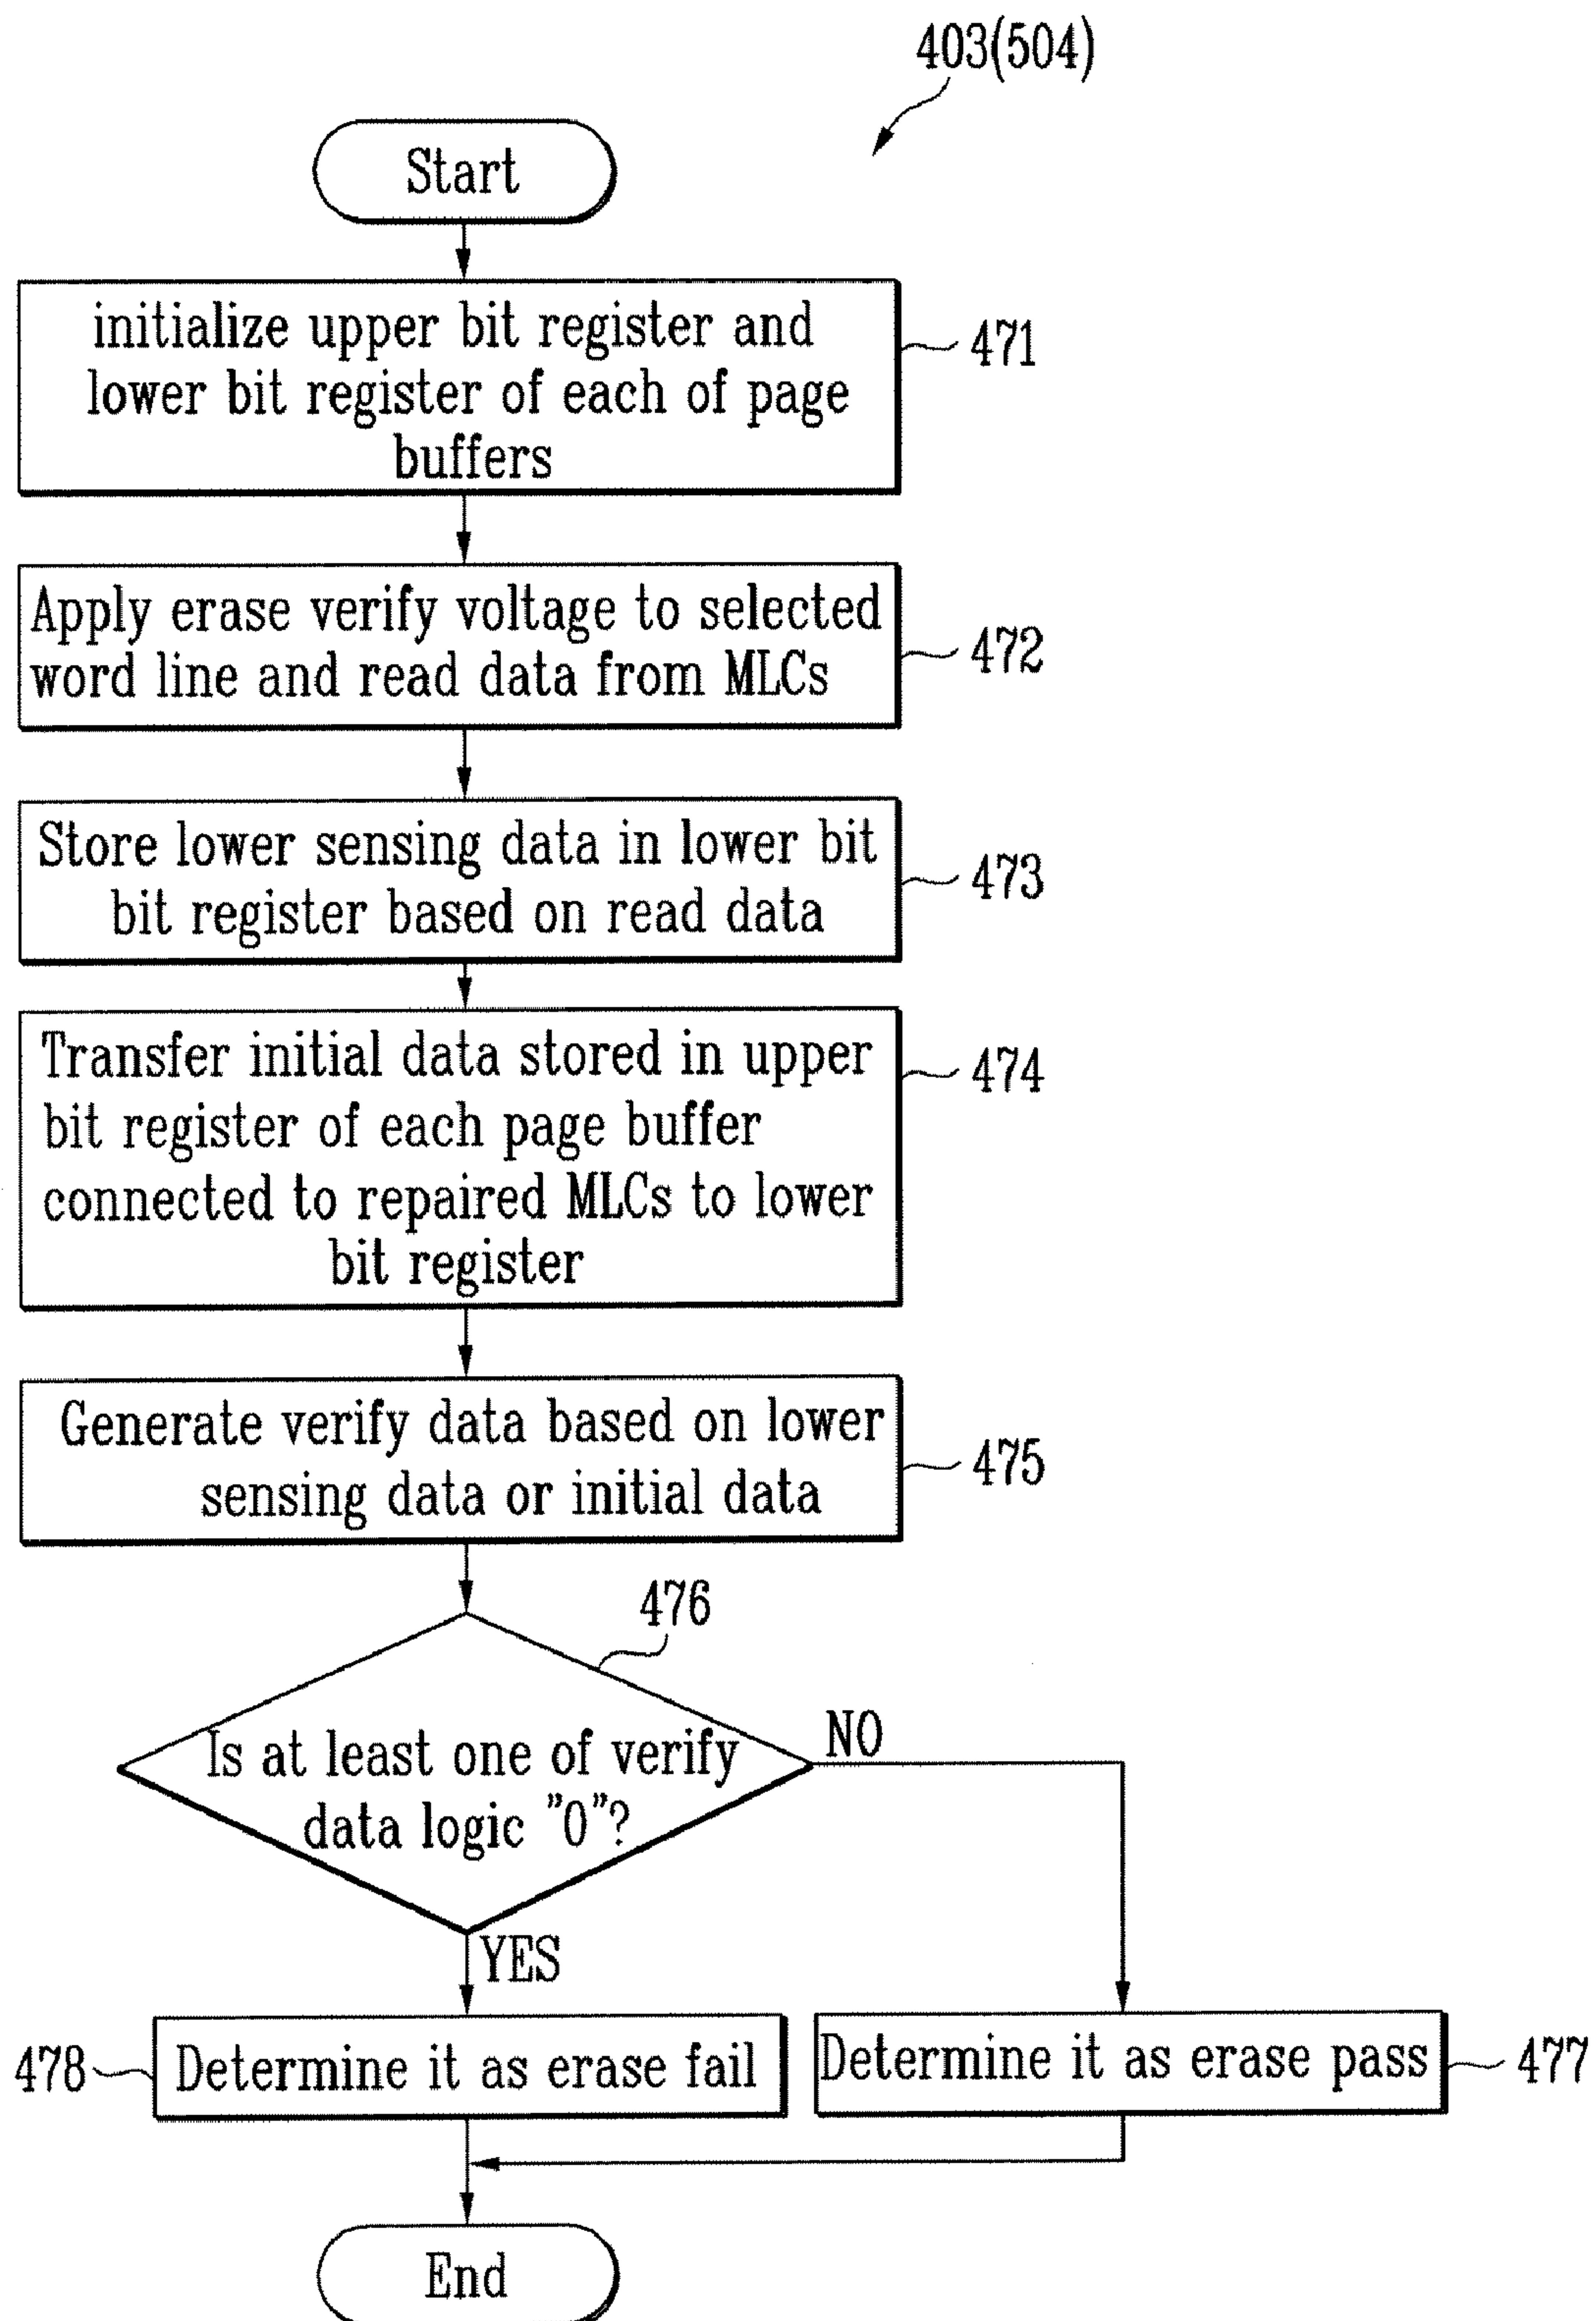 403(504)
Start
initialize upper bit register and
lower bit register of each of page
buffers
471
Apply erase verify voltage to selected
word line and read data from MLCs
472
Store lower sensing data in lower bit
bit register based on read data
473
Transfer initial data stored in upper
bit register of each page buffer
connected to repaired MLCs to lower
bit register
474
Generate verify data based on lower
sensing data or initial data
475
476
Is at least one of verify
data logic "0"?
NO
YES
478
Determine it as erase fail
Determine it as erase pass
477
End